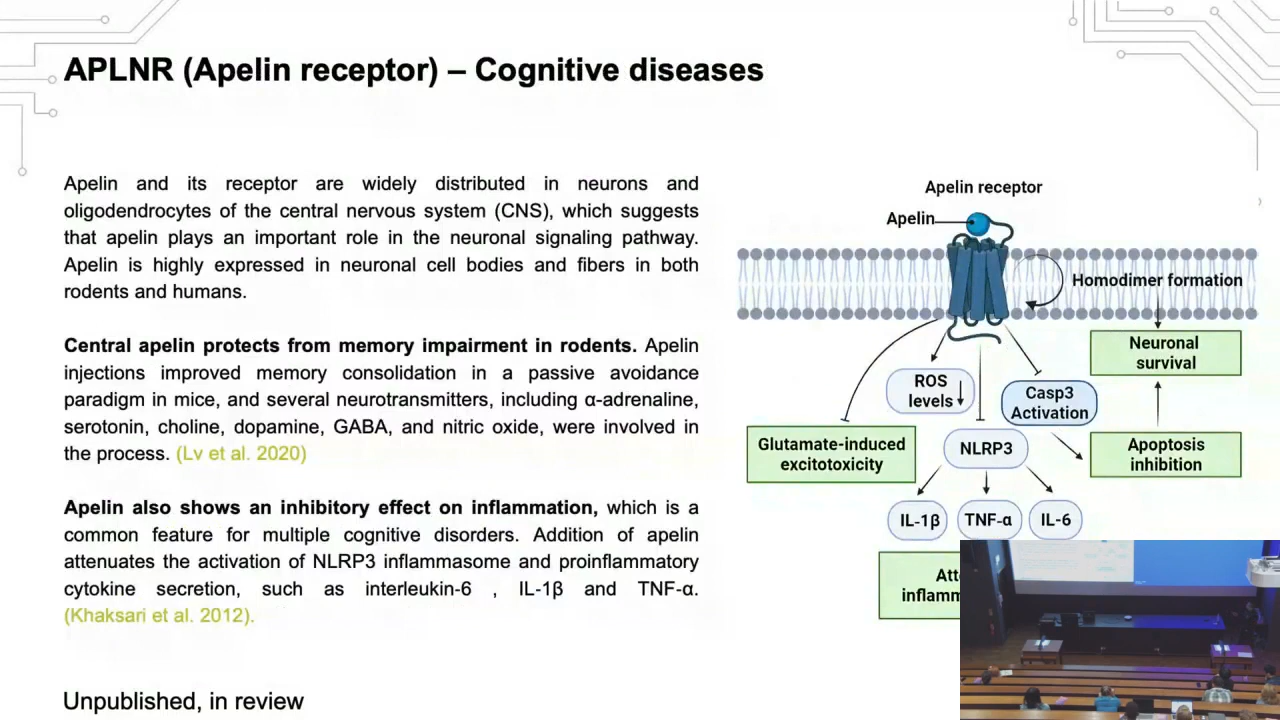 APLNR (Apelin receptor) – Cognitive diseases
Apelin and its receptor are widely distributed in neurons and
oligodendrocytes of the central nervous system (CNS), which suggests
that apelin plays an important role in the neuronal signaling pathway.
Apelin is highly expressed in neuronal cell bodies and fibers in both
rodents and humans.
Central apelin protects from memory impairment in rodents. Apelin
injections improved memory consolidation in a passive avoidance
paradigm in mice, and several neurotransmitters, including α-adrenaline,
serotonin, choline, dopamine, GABA, and nitric oxide, were involved in
the process. (Lv et al. 2020)
Apelin also shows an inhibitory effect on inflammation, which is a
common feature for multiple cognitive disorders. Addition of apelin
attenuates the activation of NLRP3 inflammasome and proinflammatory
cytokine secretion, such as interleukin-6 , IL-1β and TNF-α.
(Khaksari et al. 2012).
Unpublished, in review
Apelin receptor
Apelin
Homodimer formation
Neuronal
survival
ROS
levels
Casp3
Activation
Glutamate-induced
excitotoxicity
NLRP3
Apoptosis
inhibition
IL-1β
TNF-α
IL-6